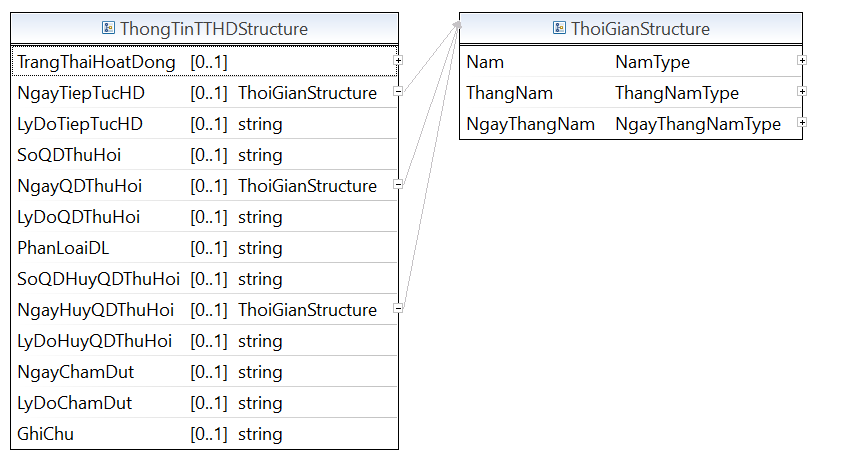 ThongTinTTHDStructure
TrangThaiHoatDong [0..1]
NgayTiepTucHD [0..1] ThoiGianStructure
LyDoTiepTucHD [0..1] string
SoQDThuHoi [0..1] string
NgayQDThuHoi [0..1] ThoiGianStructure
LyDoQDThuHoi [0..1] string
PhanLoaiDL [0..1] string
SoQDHuyQDThuHoi [0..1] string
NgayHuyQDThuHoi [0..1] ThoiGianStructure
LyDoHuyQDThuHoi [0..1] string
NgayChamDut [0..1] string
LyDoChamDut [0..1] string
GhiChu [0..1] string
ThoiGianStructure
Nam NamType
ThangNam ThangNamType
NgayThangNam NgayThangNamType